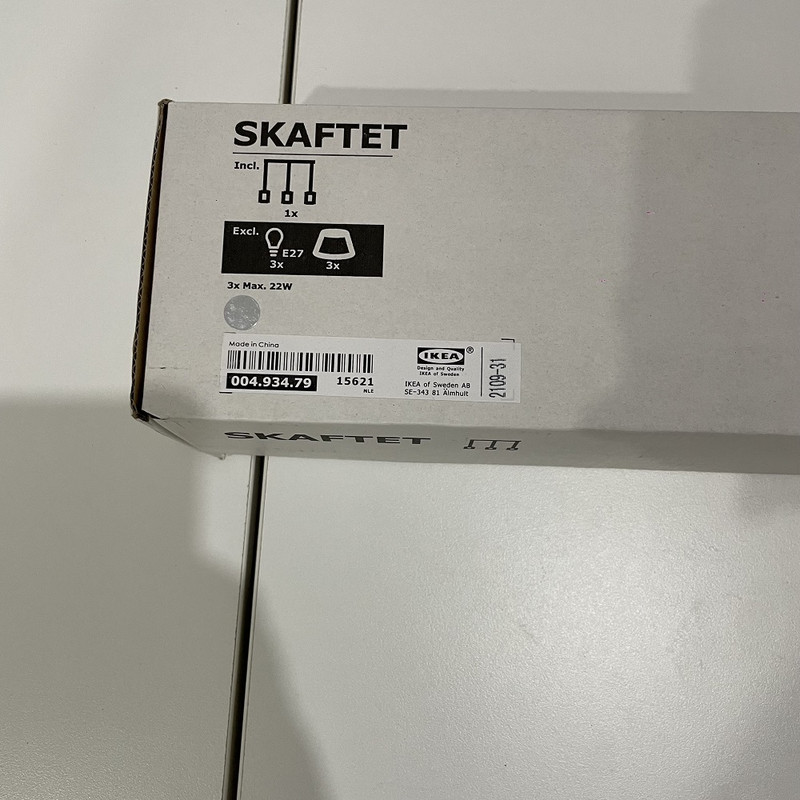 SKAFTET
Incl.
1x
Excl.
E27
3x
3x
3x Max. 22W
Made in China
004.934.79
15621
NLE
IKEA ®
Design and Quality
IKEA of Sweden
IKEA of Sweden AB
SE-343 81 Älmhult
2109-31
SKAFTET